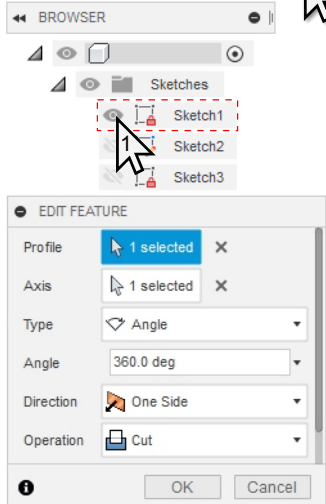 BROWSER
Sketches
Sketch1
1
Sketch2
Sketch3
EDIT FEATURE
Profile 1 selected
Axis 1 selected
Type Angle
Angle 360.0 deg
Direction One Side
Operation Cut
OK Cancel